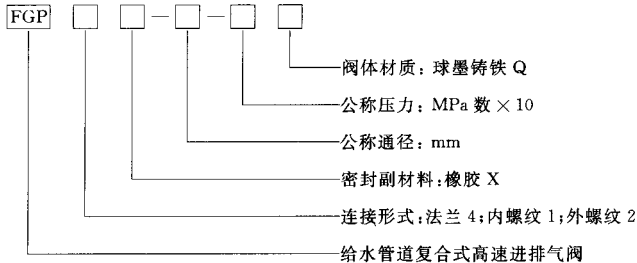 FGP □ □ — □ — □ □
阀体材质: 球墨铸铁 Q
公称压力: MPa 数 × 10
公称通径: mm
密封副材料:橡胶 X
连接形式:法兰 4;内螺纹 1;外螺纹 2
给水管道复合式高速进排气阀